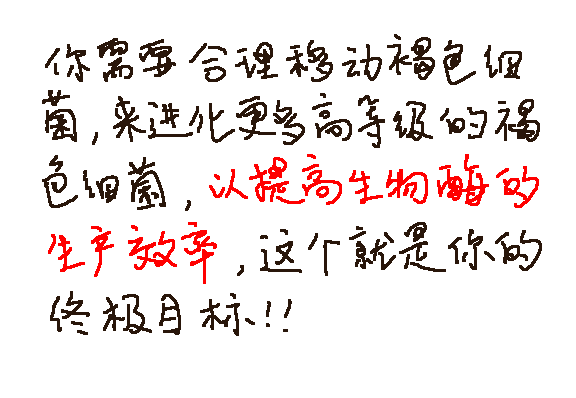 你需要合理移动褐色细
菌,来进化更多高等级的褐
色细菌,以提高生物酶的
生产效率,这个就是你的
终极目标!!